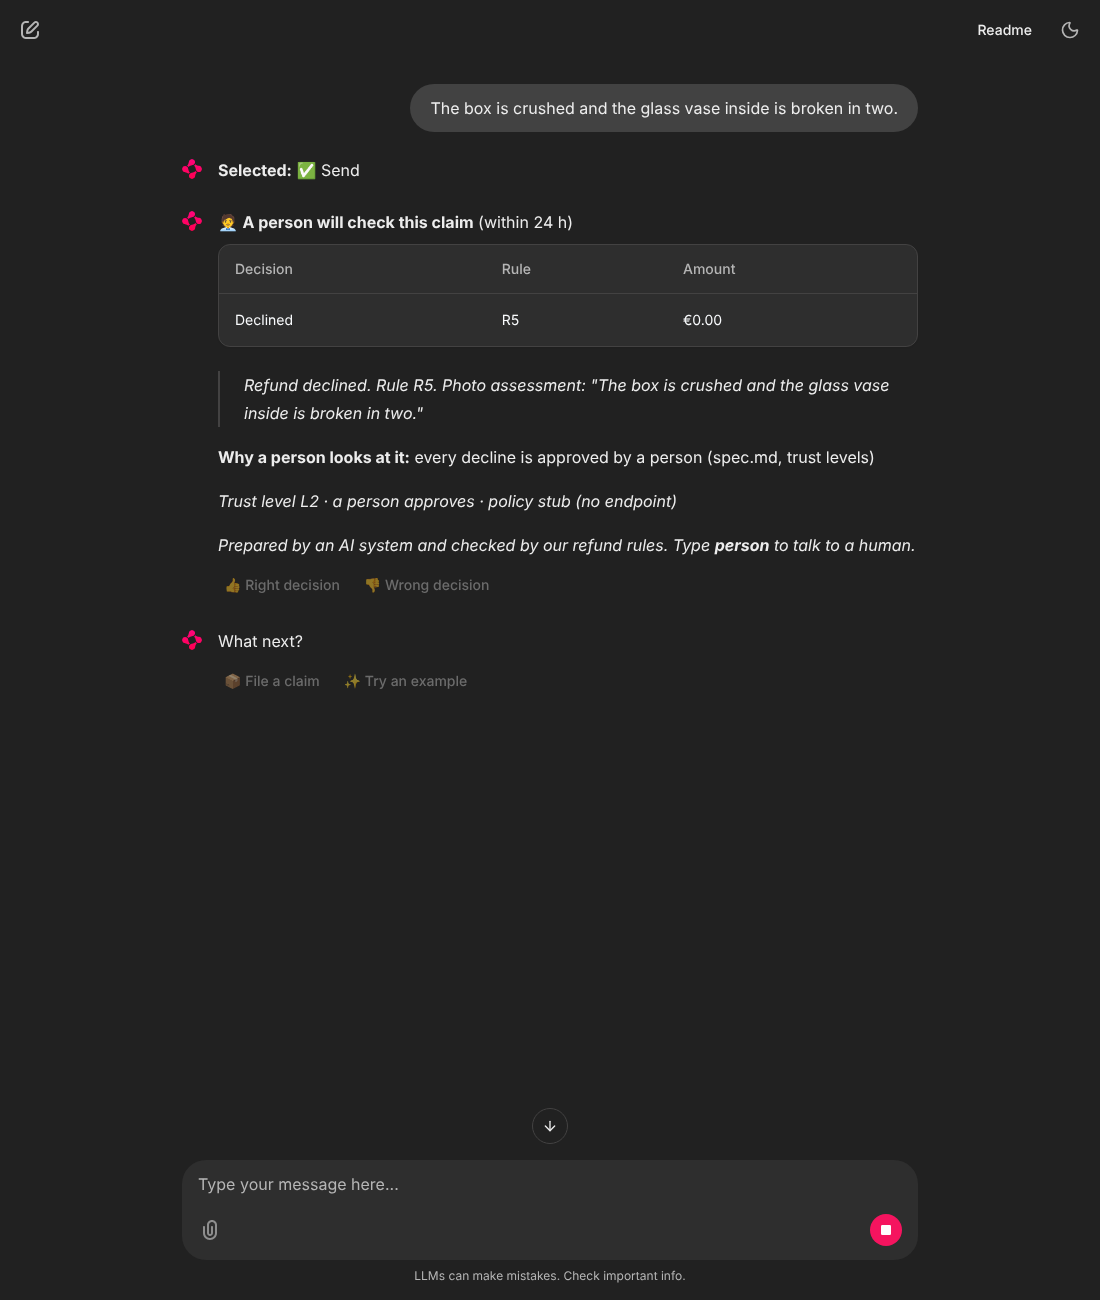 Readme
The box is crushed and the glass vase inside is broken in two.
Selected: ✅ Send
🧑‍💼 A person will check this claim (within 24 h)
Decision Rule Amount
Declined R5 €0.00
Refund declined. Rule R5. Photo assessment: "The box is crushed and the glass vase
inside is broken in two."
Why a person looks at it: every decline is approved by a person (spec.md, trust levels)
Trust level L2 · a person approves · policy stub (no endpoint)
Prepared by an AI system and checked by our refund rules. Type person to talk to a human.
👍 Right decision 👎 Wrong decision
What next?
📦 File a claim ✨ Try an example
Type your message here...
LLMs can make mistakes. Check important info.